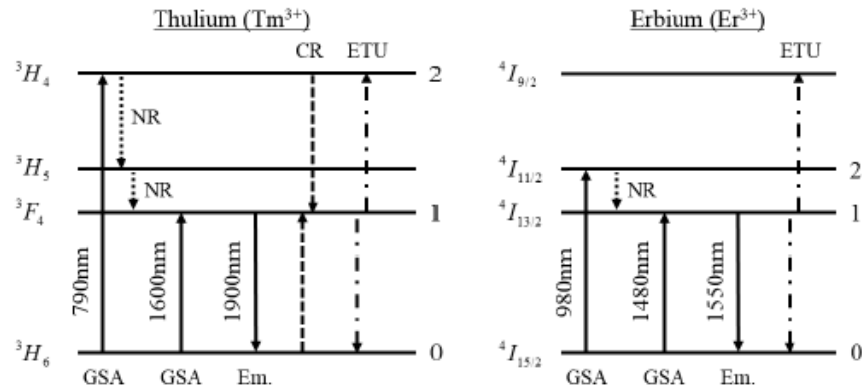 Thulium (Tm³⁺)
CR ETU
³H₄ 2
NR
³H₅
NR
³F₄ 1
790nm
1600nm
1900nm
³H₆ 0
GSA GSA Em.
Erbium (Er³⁺)
ETU
⁴I₉/₂
⁴I₁₁/₂ 2
NR
⁴I₁₃/₂ 1
980nm
1480nm
1550nm
⁴I₁₅/₂ 0
GSA GSA Em.